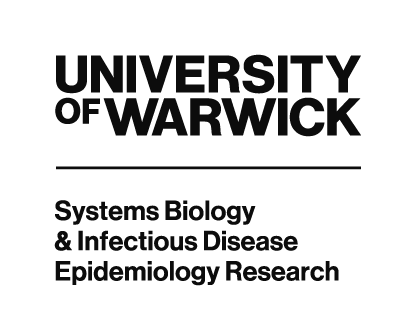 UNIVERSITY
OF WARWICK
Systems Biology
& Infectious Disease
Epidemiology Research